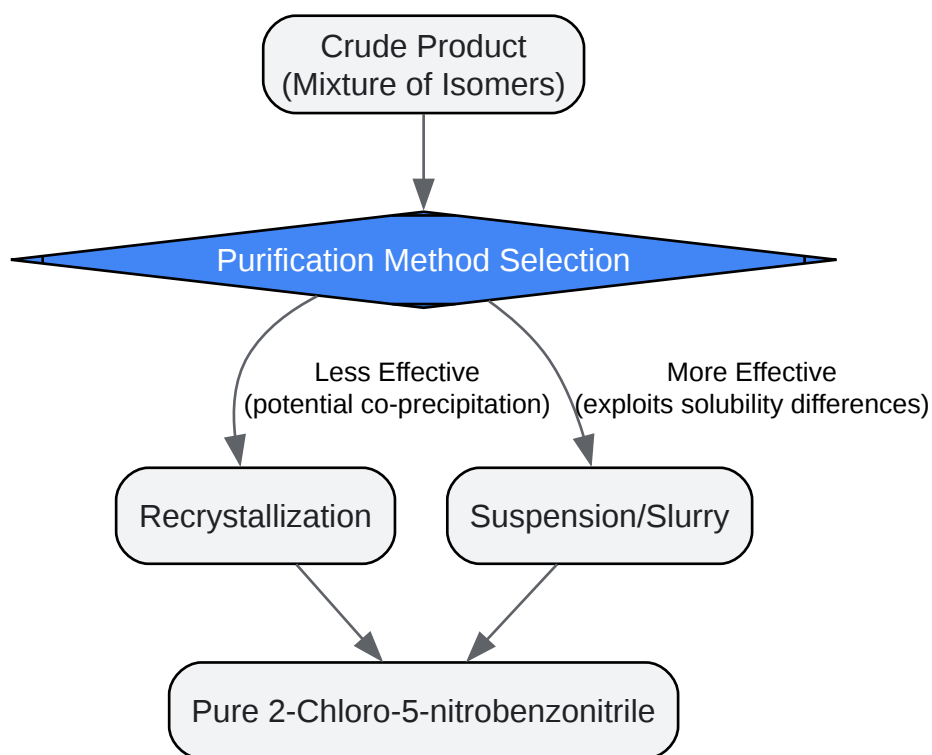 Crude Product
(Mixture of Isomers)
Purification Method Selection
Less Effective
(potential co-precipitation)
More Effective
(exploits solubility differences)
Recrystallization
Suspension/Slurry
Pure 2-Chloro-5-nitrobenzonitrile